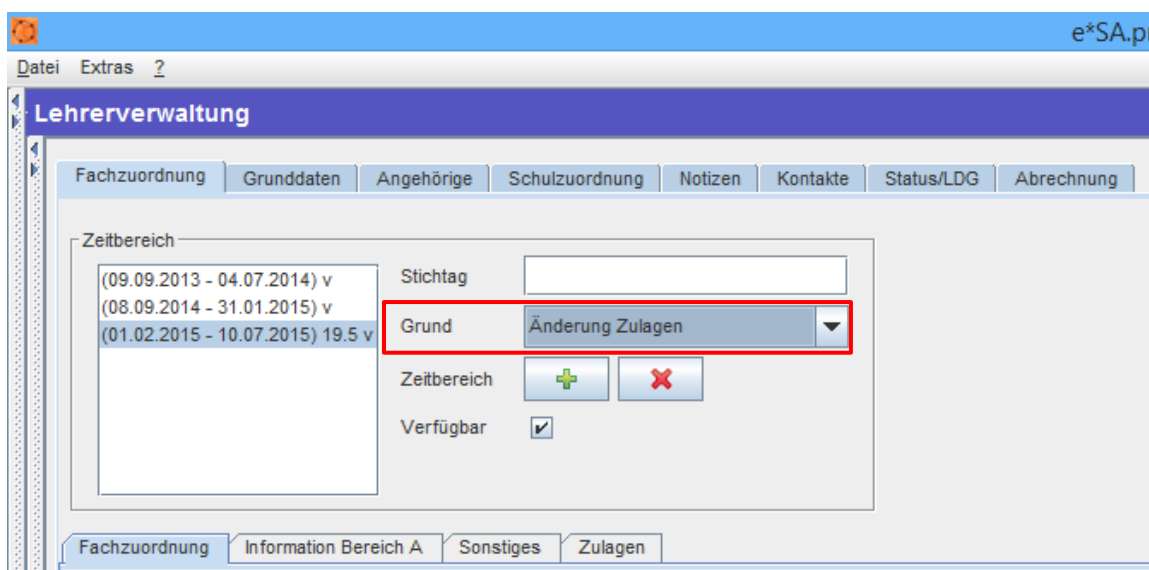 e*SA.p
Datei Extras ?
Lehrerverwaltung
Fachzuordnung Grunddaten Angehörige Schulzuordnung Notizen Kontakte Status/LDG Abrechnung
Zeitbereich
(09.09.2013 - 04.07.2014) v
(08.09.2014 - 31.01.2015) v
(01.02.2015 - 10.07.2015) 19.5 v
Stichtag
Grund Änderung Zulagen
Zeitbereich
Verfügbar
Fachzuordnung Information Bereich A Sonstiges Zulagen